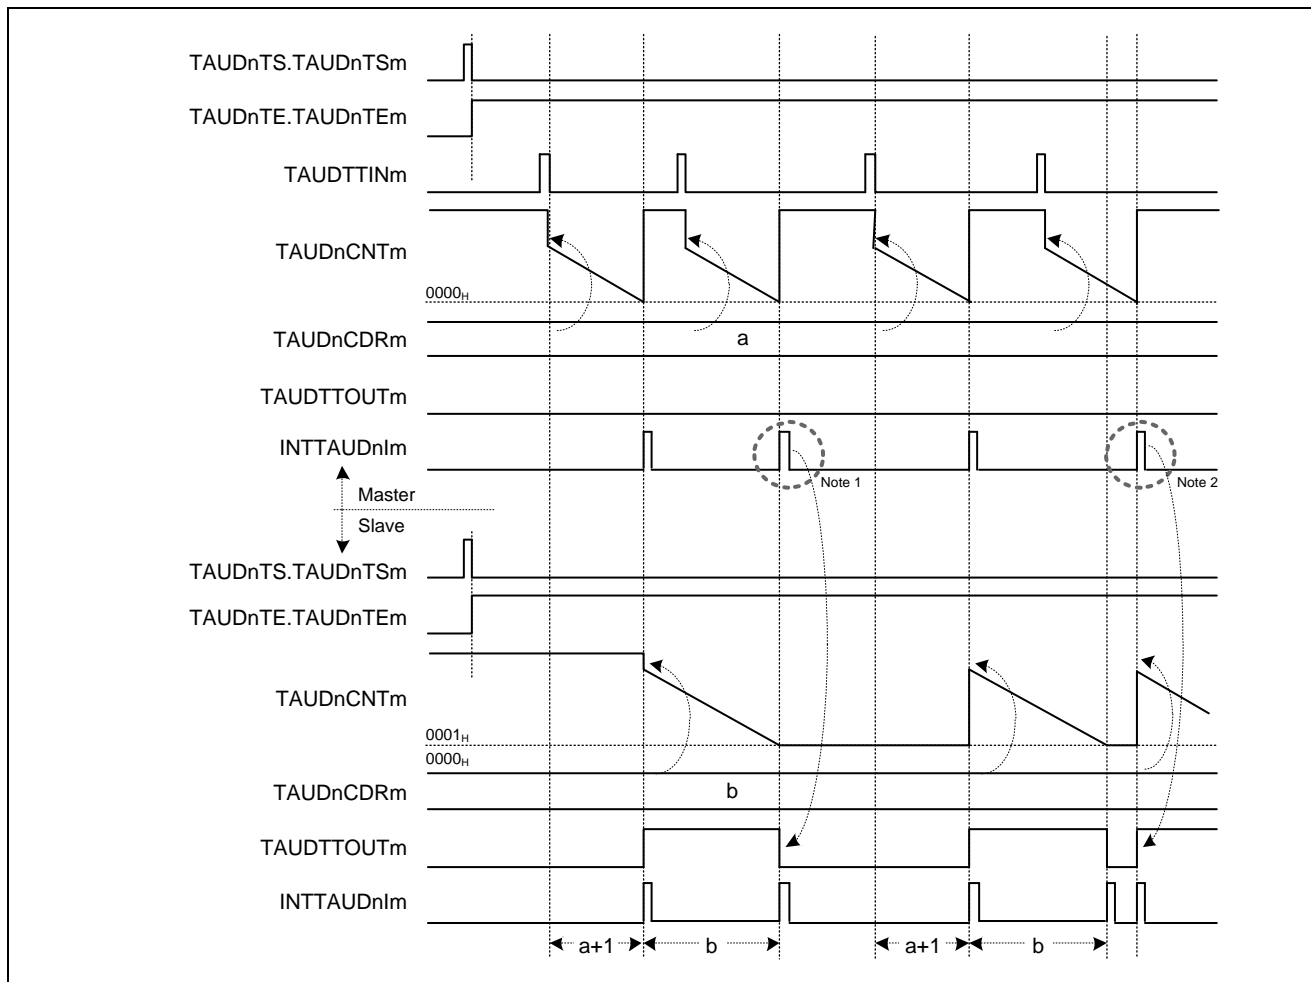 TAUDnTS.TAUDnTSm
TAUDnTE.TAUDnTEm
TAUDTTINm
TAUDnCNTm
0000H
TAUDnCDRm
a
TAUDTTOUTm
INTTAUDnIm
Note 1
Note 2
Master
Slave
TAUDnTS.TAUDnTSm
TAUDnTE.TAUDnTEm
TAUDnCNTm
0001H
0000H
TAUDnCDRm
b
TAUDTTOUTm
INTTAUDnIm
a+1 b a+1 b